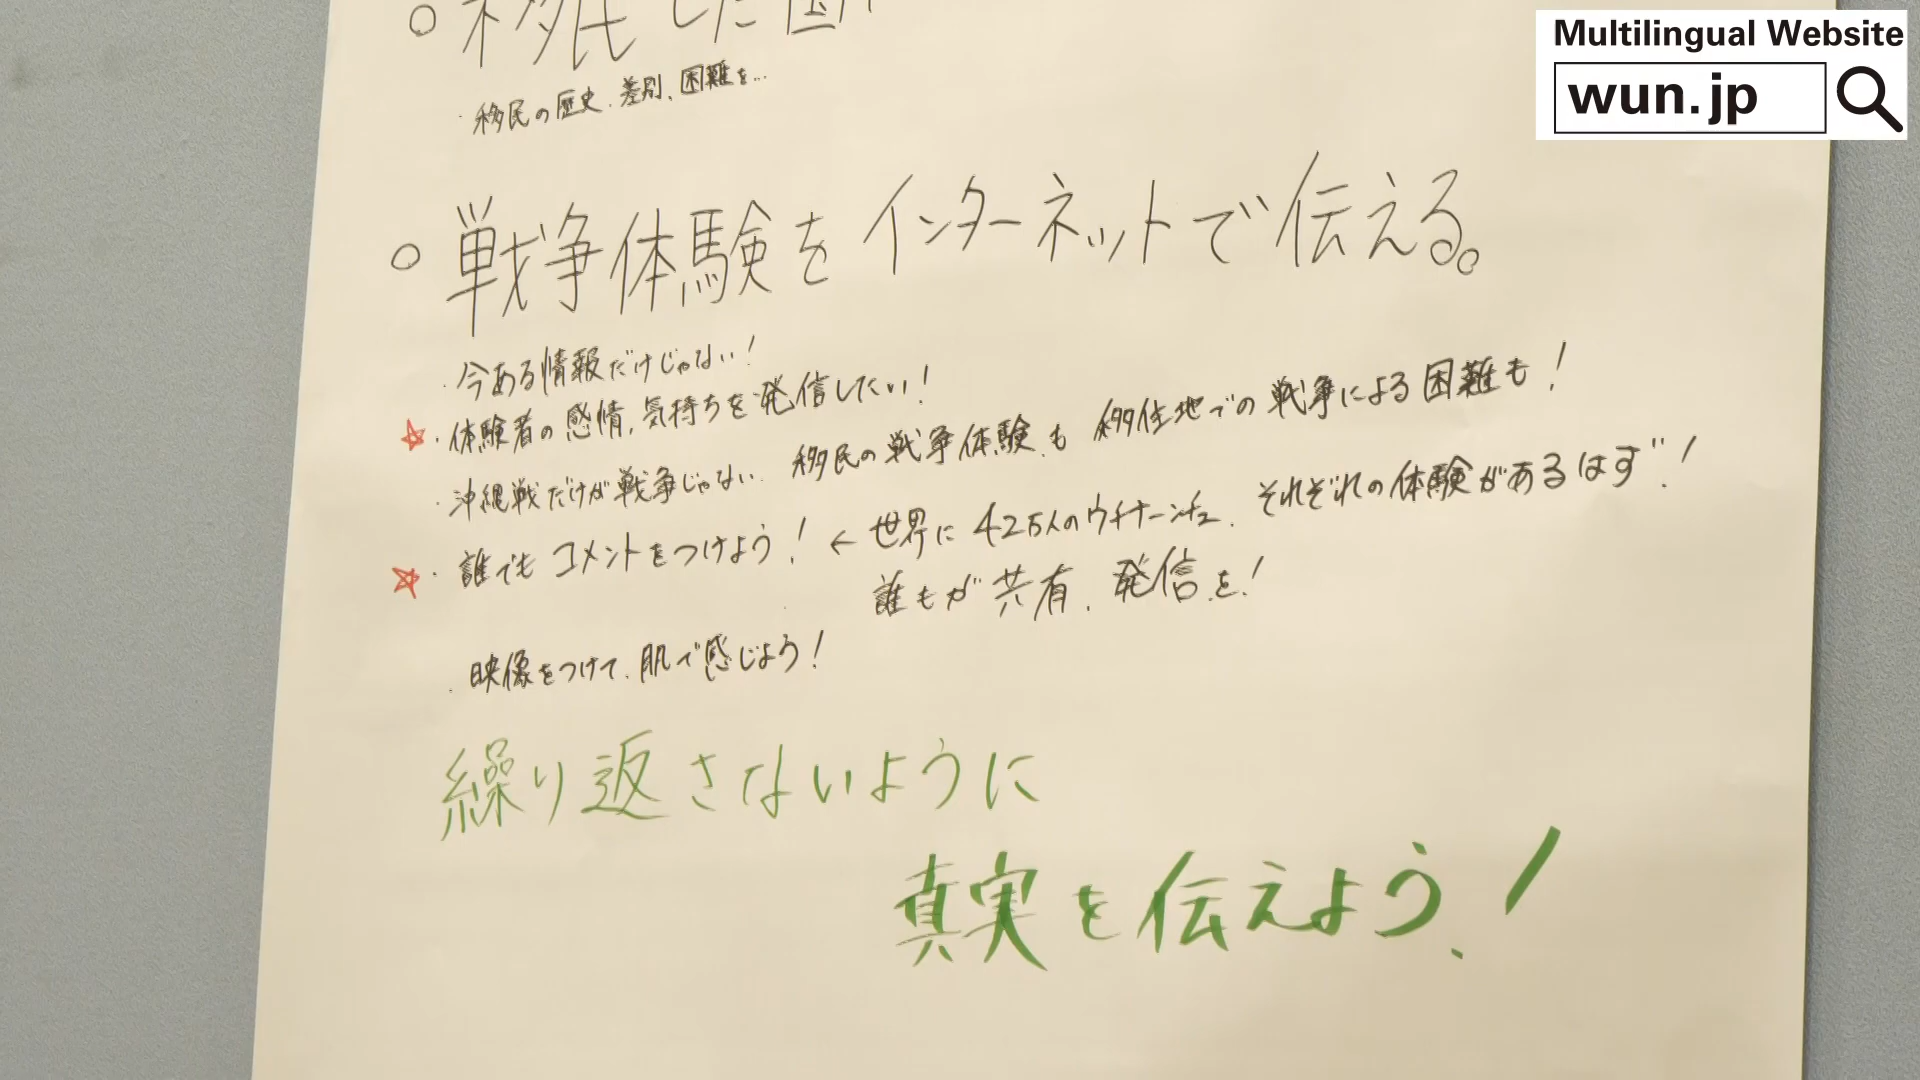 Multilingual Website
wun.jp
○ 移民した
・移民の歴史、差別、困難を…
○ 戦争体験をインターネットで伝える。
・今ある情報だけじゃない!
☆・体験者の感情、気持ちを発信したい!
・沖縄戦だけが戦争じゃない、移民の戦争体験も 移住地での戦争による困難も!
☆・誰でもコメントをつけよう! ← 世界に42万人のウチナーンチュ、それぞれの体験があるはず!
誰もが共有、発信を!
・映像をつけて、肌で感じよう!
繰り返さないように
真実を伝えよう!